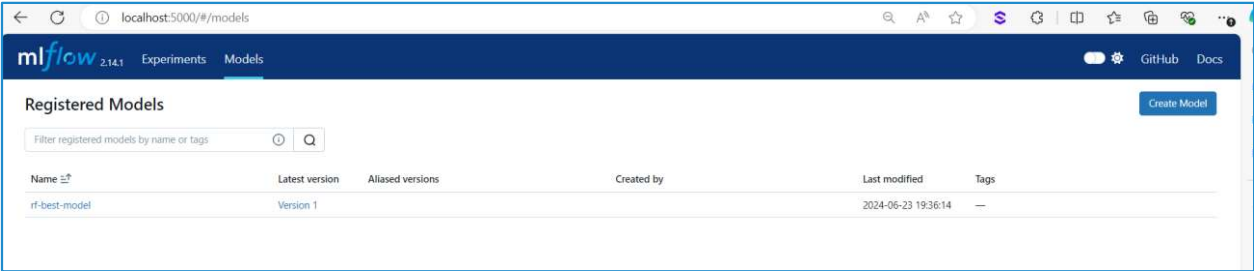 localhost:5000/#/models
mlflow 2.14.1 Experiments Models GitHub Docs
Registered Models
Create Model
Filter registered models by name or tags
Name Latest version Aliased versions Created by Last modified Tags
rf-best-model Version 1 2024-06-23 19:36:14 —